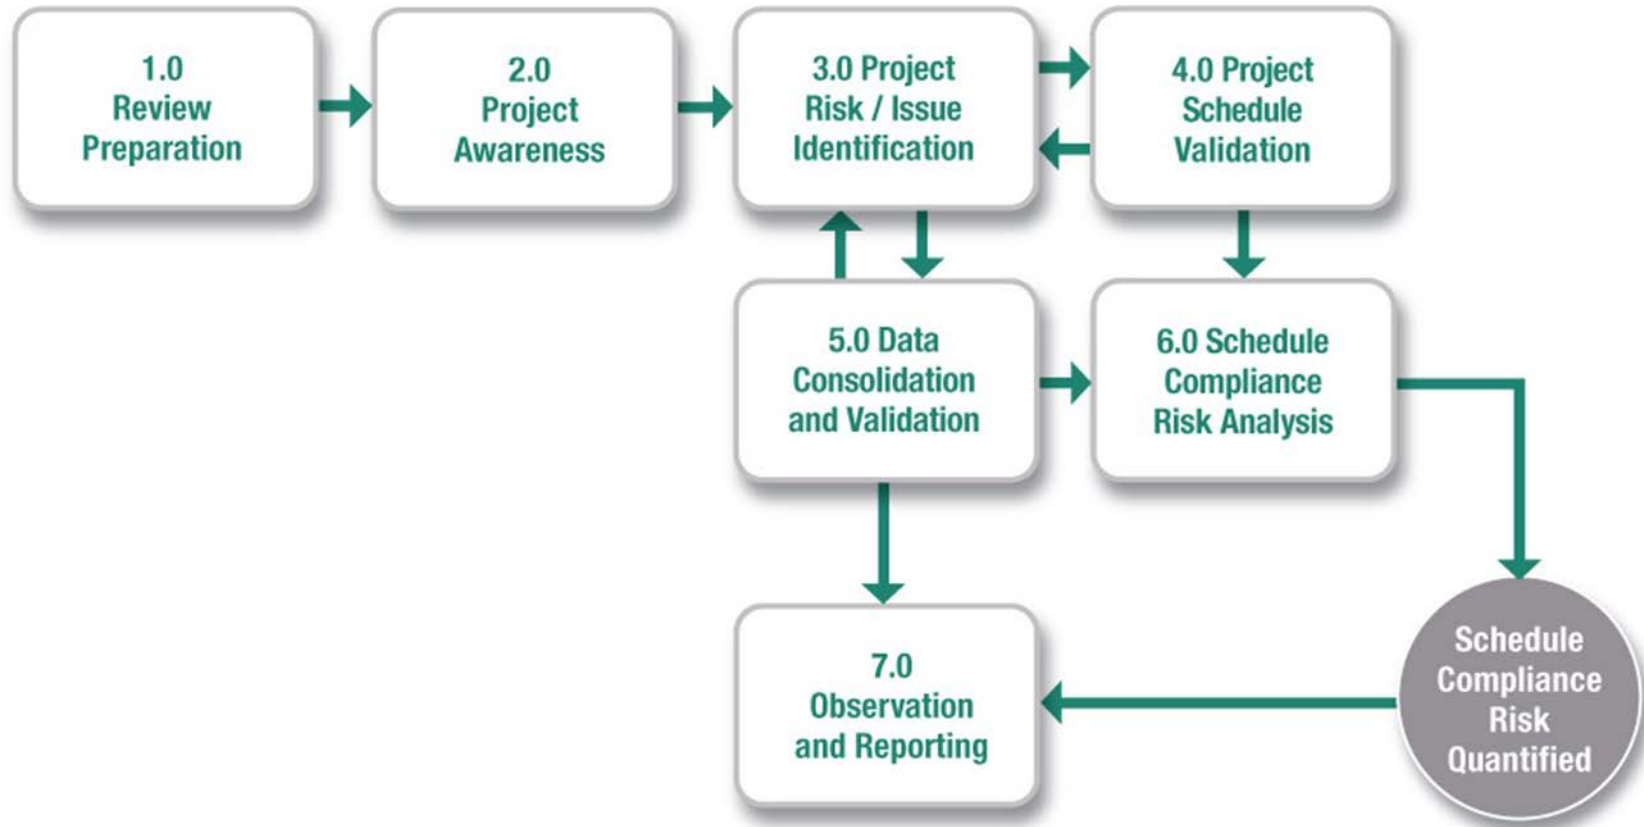 1.0
Review
Preparation
2.0
Project
Awareness
3.0 Project
Risk / Issue
Identification
4.0 Project
Schedule
Validation
5.0 Data
Consolidation
and Validation
6.0 Schedule
Compliance
Risk Analysis
7.0
Observation
and Reporting
Schedule
Compliance
Risk
Quantified